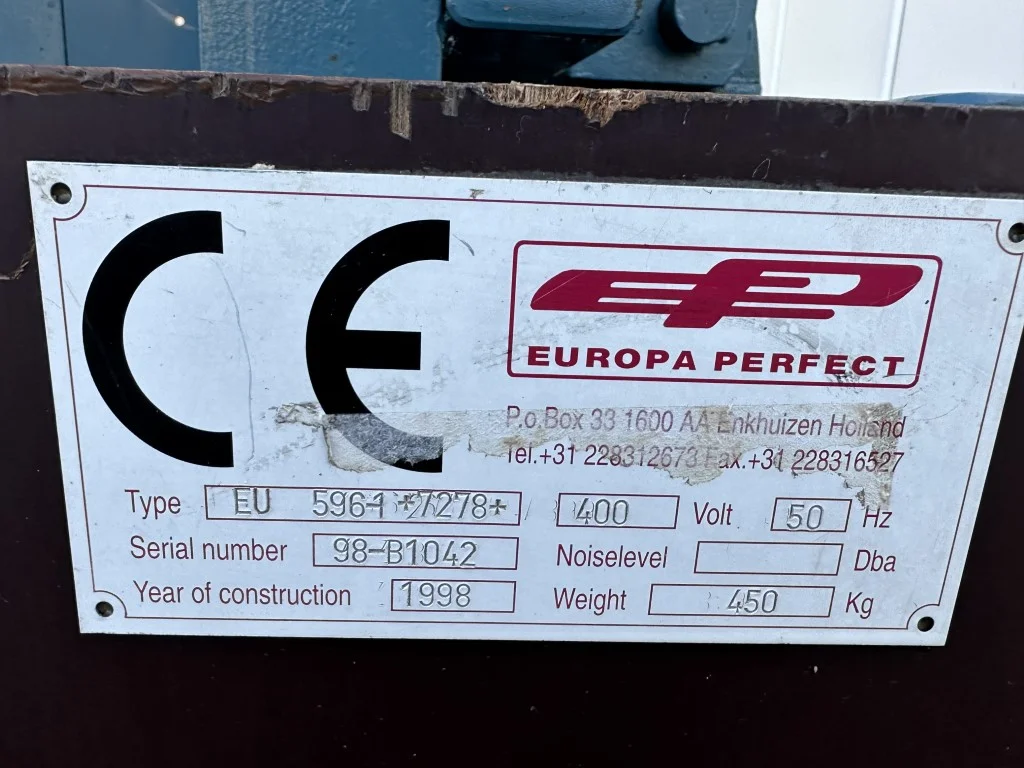 CE
EP
EUROPA PERFECT
P.o.Box 33 1600 AA Enkhuizen Holland
Tel.+31 228312673 Fax.+31 228316527
Type EU 400 Volt 50 Hz
Serial number 98-B1042 Noiselevel Dba
Year of construction 1998 Weight 450 Kg